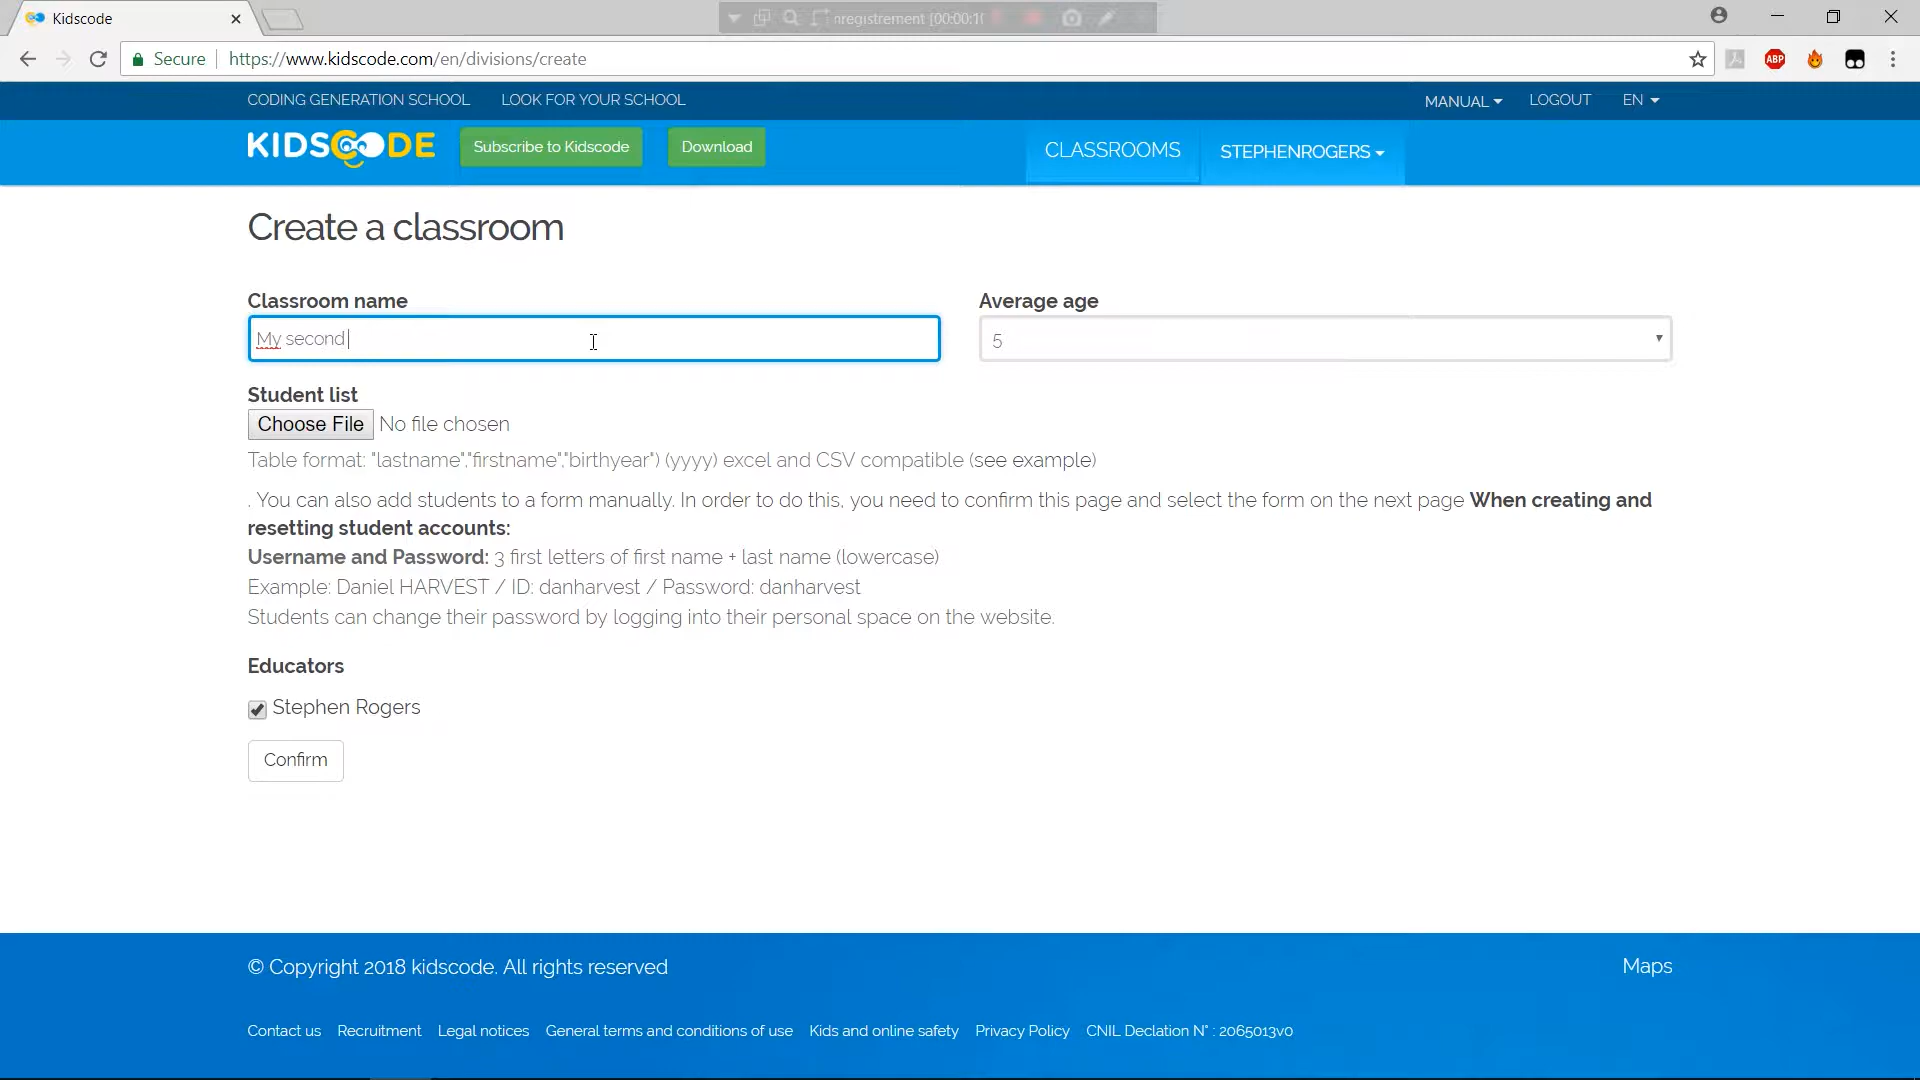 Kidscode
nregistrement [00:00:1
Secure
https://www.kidscode.com/en/divisions/create
ABP
CODING GENERATION SCHOOL
LOOK FOR YOUR SCHOOL
MANUAL
LOGOUT
EN
KIDSCODE
Subscribe to Kidscode
Download
CLASSROOMS
STEPHENROGERS
Create a classroom
Classroom name
Average age
My second
5
Student list
Choose File No file chosen
Table format: "lastname","firstname","birthyear") (yyyy) excel and CSV compatible (see example)
. You can also add students to a form manually. In order to do this, you need to confirm this page and select the form on the next page When creating and
resetting student accounts:
Username and Password: 3 first letters of first name + last name (lowercase)
Example: Daniel HARVEST / ID: danharvest / Password: danharvest
Students can change their password by logging into their personal space on the website.
Educators
Stephen Rogers
Confirm
© Copyright 2018 kidscode. All rights reserved
Maps
Contact us
Recruitment
Legal notices
General terms and conditions of use
Kids and online safety
Privacy Policy
CNIL Declation N° : 2065013v0